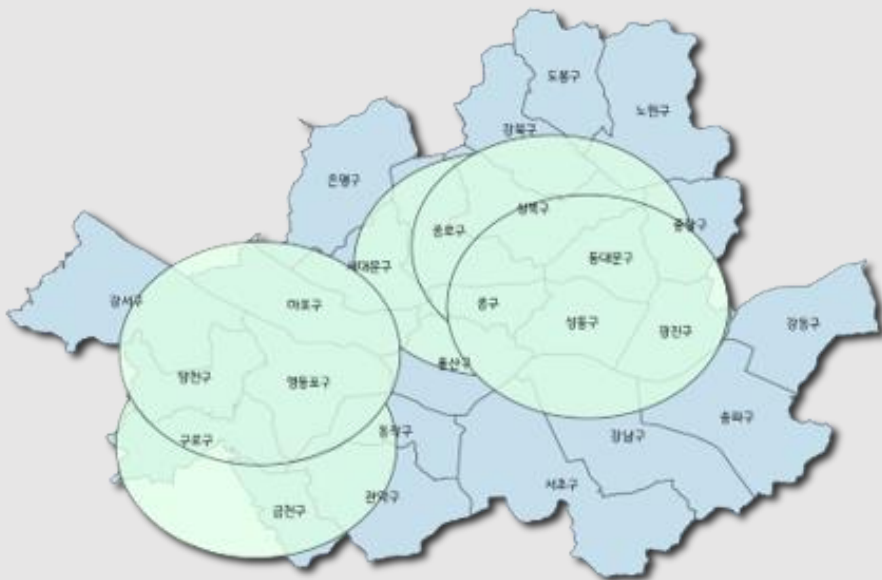 도봉구
노원구
강북구
은평구
성북구
중랑구
종로구
동대문구
서대문구
강서구
마포구
중구
성동구
광진구
강동구
용산구
양천구
영등포구
송파구
구로구
동작구
강남구
서초구
관악구
금천구